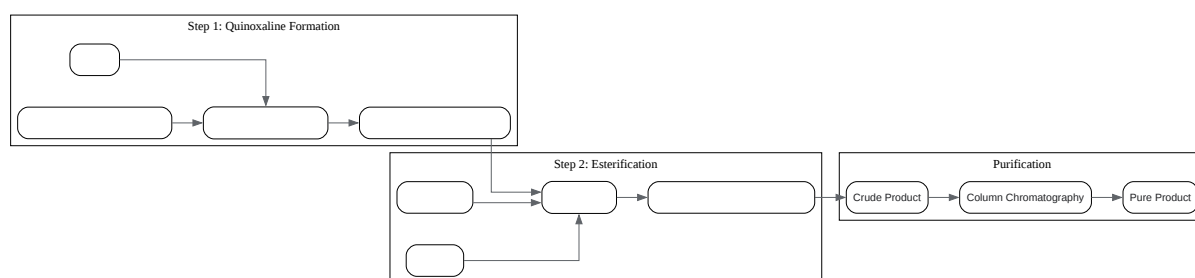 Step 1: Quinoxaline Formation
Step 2: Esterification
Purification
Crude Product
Column Chromatography
Pure Product